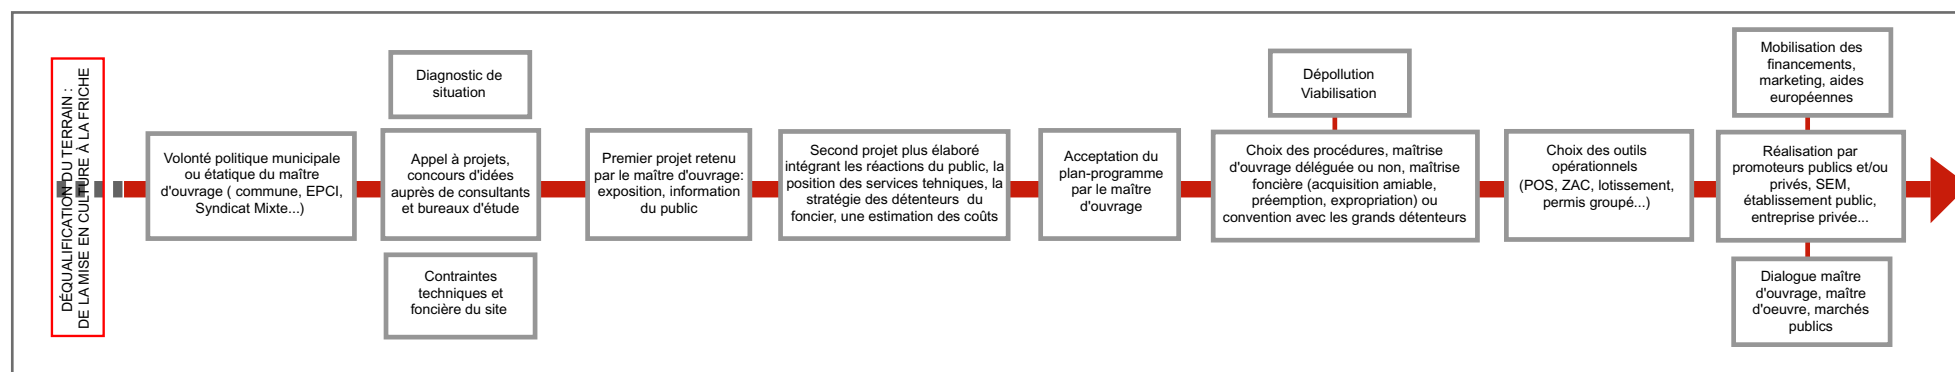 DÉQUALIFICATION DU TERRAIN :
DE LA MISE EN CULTURE À LA FRICHE
Volonté politique municipale
ou étatique du maître
d'ouvrage ( commune, EPCI,
Syndicat Mixte...)
Diagnostic de
situation
Appel à projets,
concours d'idées
auprès de consultants
et bureaux d'étude
Contraintes
techniques et
foncière du site
Premier projet retenu
par le maître d'ouvrage:
exposition, information
du public
Second projet plus élaboré
intégrant les réactions du public, la
position des services tehniques, la
stratégie des détenteurs du
foncier, une estimation des coûts
Acceptation du
plan-programme
par le maître
d'ouvrage
Dépollution
Viabilisation
Choix des procédures, maîtrise
d'ouvrage déléguée ou non, maîtrise
foncière (acquisition amiable,
préemption, expropriation) ou
convention avec les grands détenteurs
Choix des outils
opérationnels
(POS, ZAC, lotissement,
permis groupé...)
Mobilisation des
financements,
marketing, aides
européennes
Réalisation par
promoteurs publics et/ou
privés, SEM,
établissement public,
entreprise privée...
Dialogue maître
d'ouvrage, maître
d'oeuvre, marchés
publics